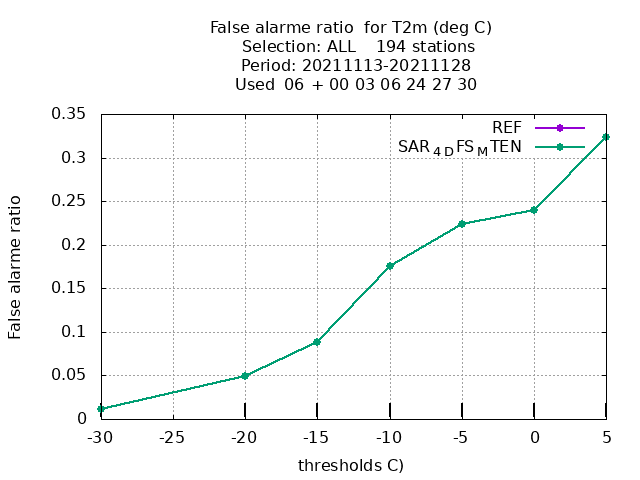 False alarme ratio  for T2m (deg C)
Selection: ALL    194 stations
Period: 20211113-20211128
Used  06  + 00 03 06 24 27 30
REF
SAR4DFSMTEN
0.35
0.3
0.25
0.2
0.15
0.1
0.05
0
False alarme ratio
-30 -25 -20 -15 -10 -5 0 5
thresholds C)